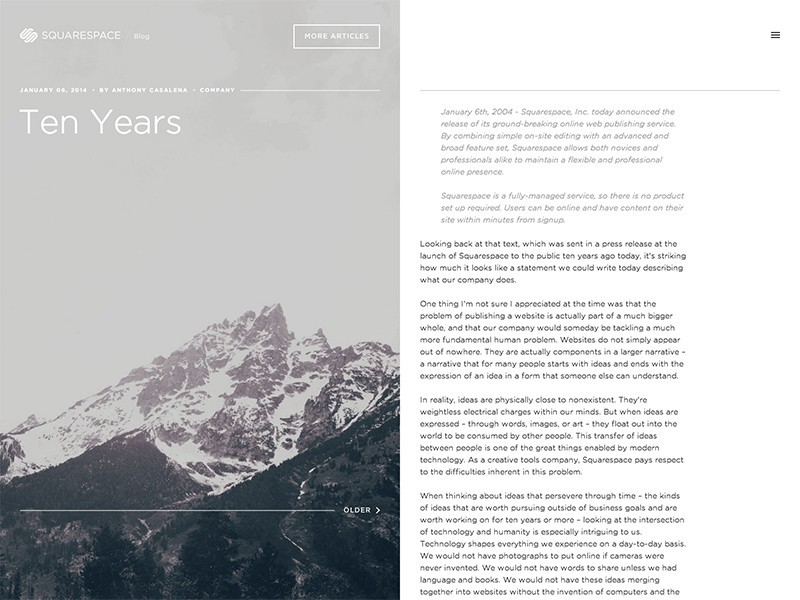 SQUARESPACE Blog
MORE ARTICLES
JANUARY 06, 2014 • BY ANTHONY CASALENA • COMPANY
Ten Years
OLDER
January 6th, 2004 - Squarespace, Inc. today announced the
release of its ground-breaking online web publishing service.
By combining simple on-site editing with an advanced and
broad feature set, Squarespace allows both novices and
professionals alike to maintain a flexible and professional
online presence.
Squarespace is a fully-managed service, so there is no product
set up required. Users can be online and have content on their
site within minutes from signup.
Looking back at that text, which was sent in a press release at the
launch of Squarespace to the public ten years ago today, it's striking
how much it looks like a statement we could write today describing
what our company does.
One thing I'm not sure I appreciated at the time was that the
problem of publishing a website is actually part of a much bigger
whole, and that our company would someday be tackling a much
more fundamental human problem. Websites do not simply appear
out of nowhere. They are actually components in a larger narrative –
a narrative that for many people starts with ideas and ends with the
expression of an idea in a form that someone else can understand.
In reality, ideas are physically close to nonexistent. They're
weightless electrical charges within our minds. But when ideas are
expressed – through words, images, or art – they float out into the
world to be consumed by other people. This transfer of ideas
between people is one of the great things enabled by modern
technology. As a creative tools company, Squarespace pays respect
to the difficulties inherent in this problem.
When thinking about ideas that persevere through time – the kinds
of ideas that are worth pursuing outside of business goals and are
worth working on for ten years or more – looking at the intersection
of technology and humanity is especially intriguing to us.
Technology shapes everything we experience on a day-to-day basis.
We would not have photographs to put online if cameras were
never invented. We would not have words to share unless we had
language and books. We would not have these ideas merging
together into websites without the invention of computers and the